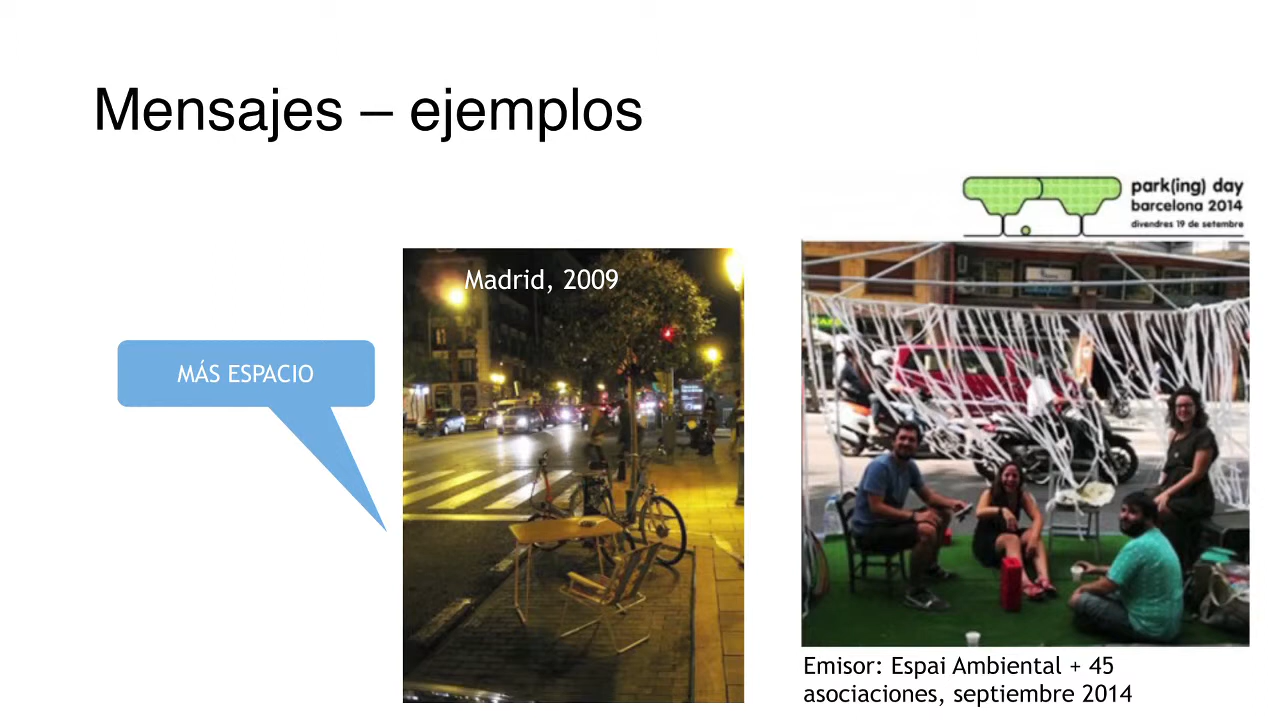 Mensajes – ejemplos
park(ing) day
barcelona 2014
divendres 19 de setembre
Madrid, 2009
MÁS ESPACIO
Emisor: Espai Ambiental + 45
asociaciones, septiembre 2014